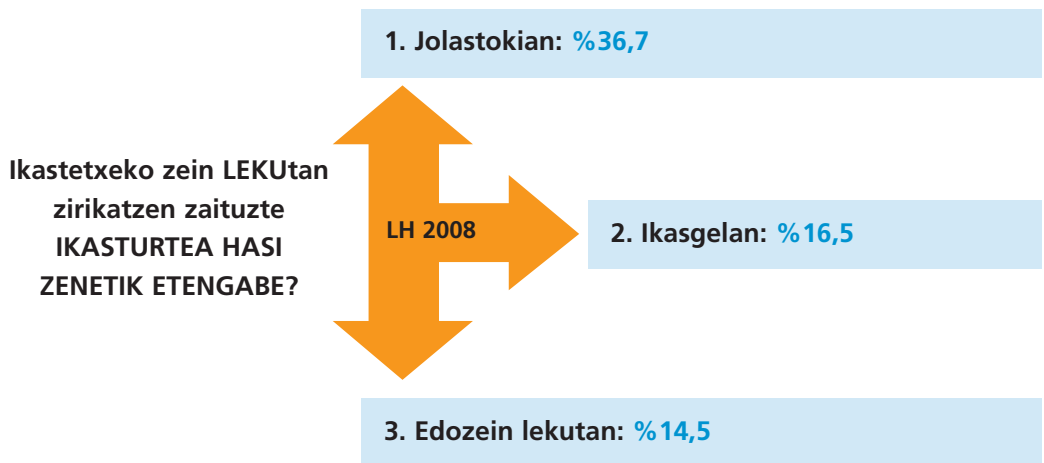 1. Jolastokian: %36,7
Ikastetxeko zein LEKUtan
zirikatzen zaituzte
IKASTURTEA HASI
ZENETIK ETENGABE?
LH 2008
2. Ikasgelan: %16,5
3. Edozein lekutan: %14,5